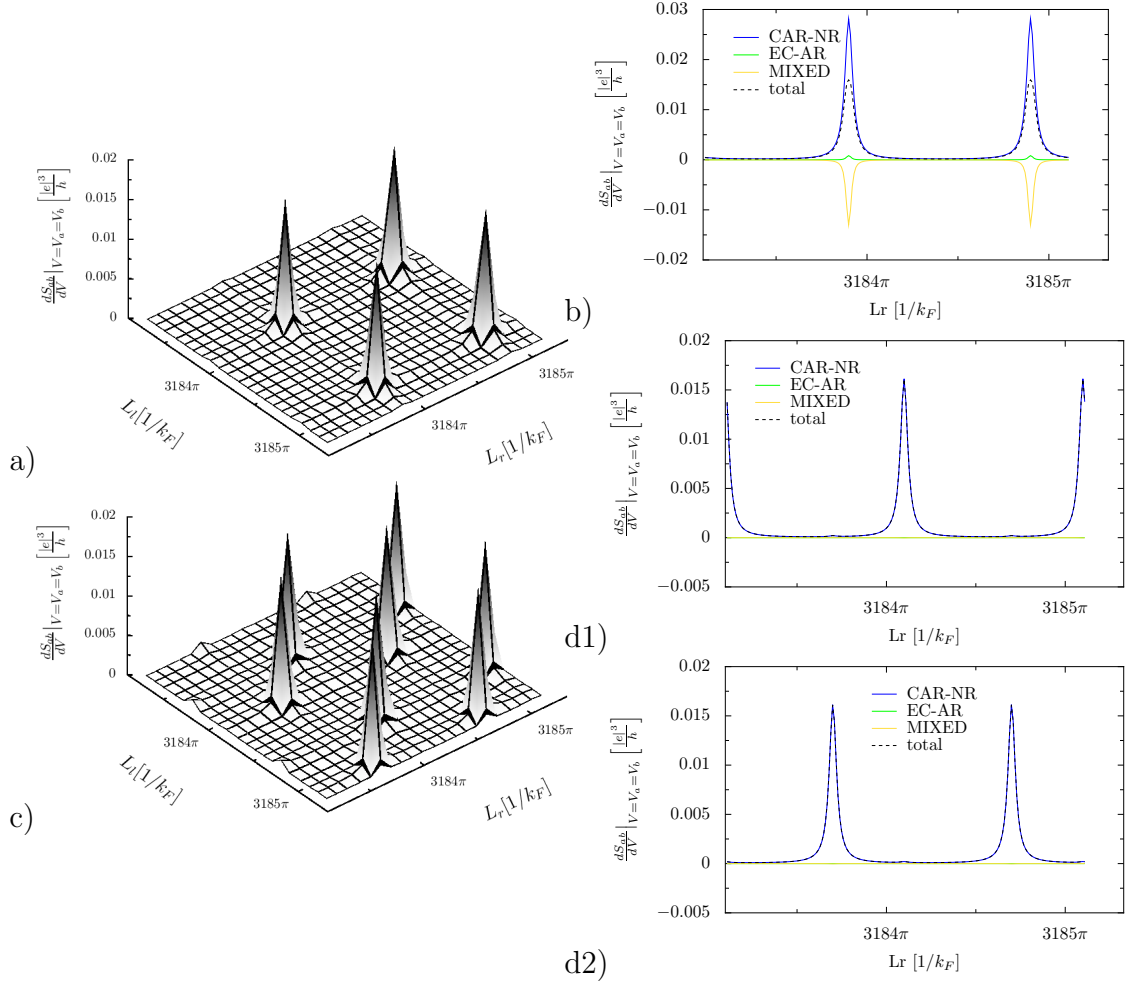 a)
dS_ab/dV |V=V_a=V_b [|e|^3/h]
0.02
0.015
0.01
0.005
0
3184π
3185π
L_l[1/k_F]
3184π
3185π
L_r[1/k_F]
b)
dS_ab/dV |V=V_a=V_b [|e|^3/h]
0.03
0.02
0.01
0
−0.01
−0.02
CAR-NR
EC-AR
MIXED
total
3184π
3185π
Lr [1/k_F]
c)
dS_ab/dV |V=V_a=V_b [|e|^3/h]
0.02
0.015
0.01
0.005
0
3184π
3185π
L_l[1/k_F]
3184π
3185π
L_r[1/k_F]
d1)
dS_ab/dV |V=V_a=V_b [|e|^3/h]
0.02
0.015
0.01
0.005
0
−0.005
CAR-NR
EC-AR
MIXED
total
3184π
3185π
Lr [1/k_F]
d2)
dS_ab/dV |V=V_a=V_b [|e|^3/h]
0.02
0.015
0.01
0.005
0
−0.005
CAR-NR
EC-AR
MIXED
total
3184π
3185π
Lr [1/k_F]